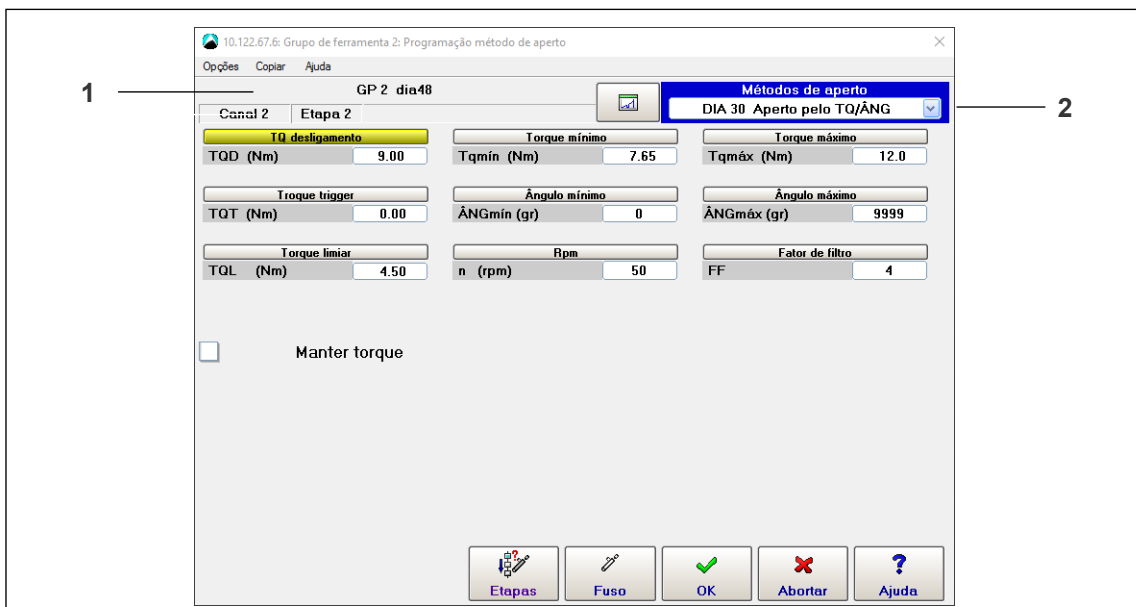 10.122.67.6: Grupo de ferramenta 2: Programação método de aperto
Opções Copiar Ajuda
1
GP 2 dia48
Métodos de aperto
Canal 2 Etapa 2
DIA 30 Aperto pelo TQ/ÂNG
2
TQ desligamento Torque mínimo Torque máximo
TQD (Nm) 9.00 Tqmín (Nm) 7.65 Tqmáx (Nm) 12.0
Troque trigger Ângulo mínimo Ângulo máximo
TQT (Nm) 0.00 ÂNGmín (gr) 0 ÂNGmáx (gr) 9999
Torque limiar Rpm Fator de filtro
TQL (Nm) 4.50 n (rpm) 50 FF 4
Manter torque
Etapas Fuso OK Abortar Ajuda